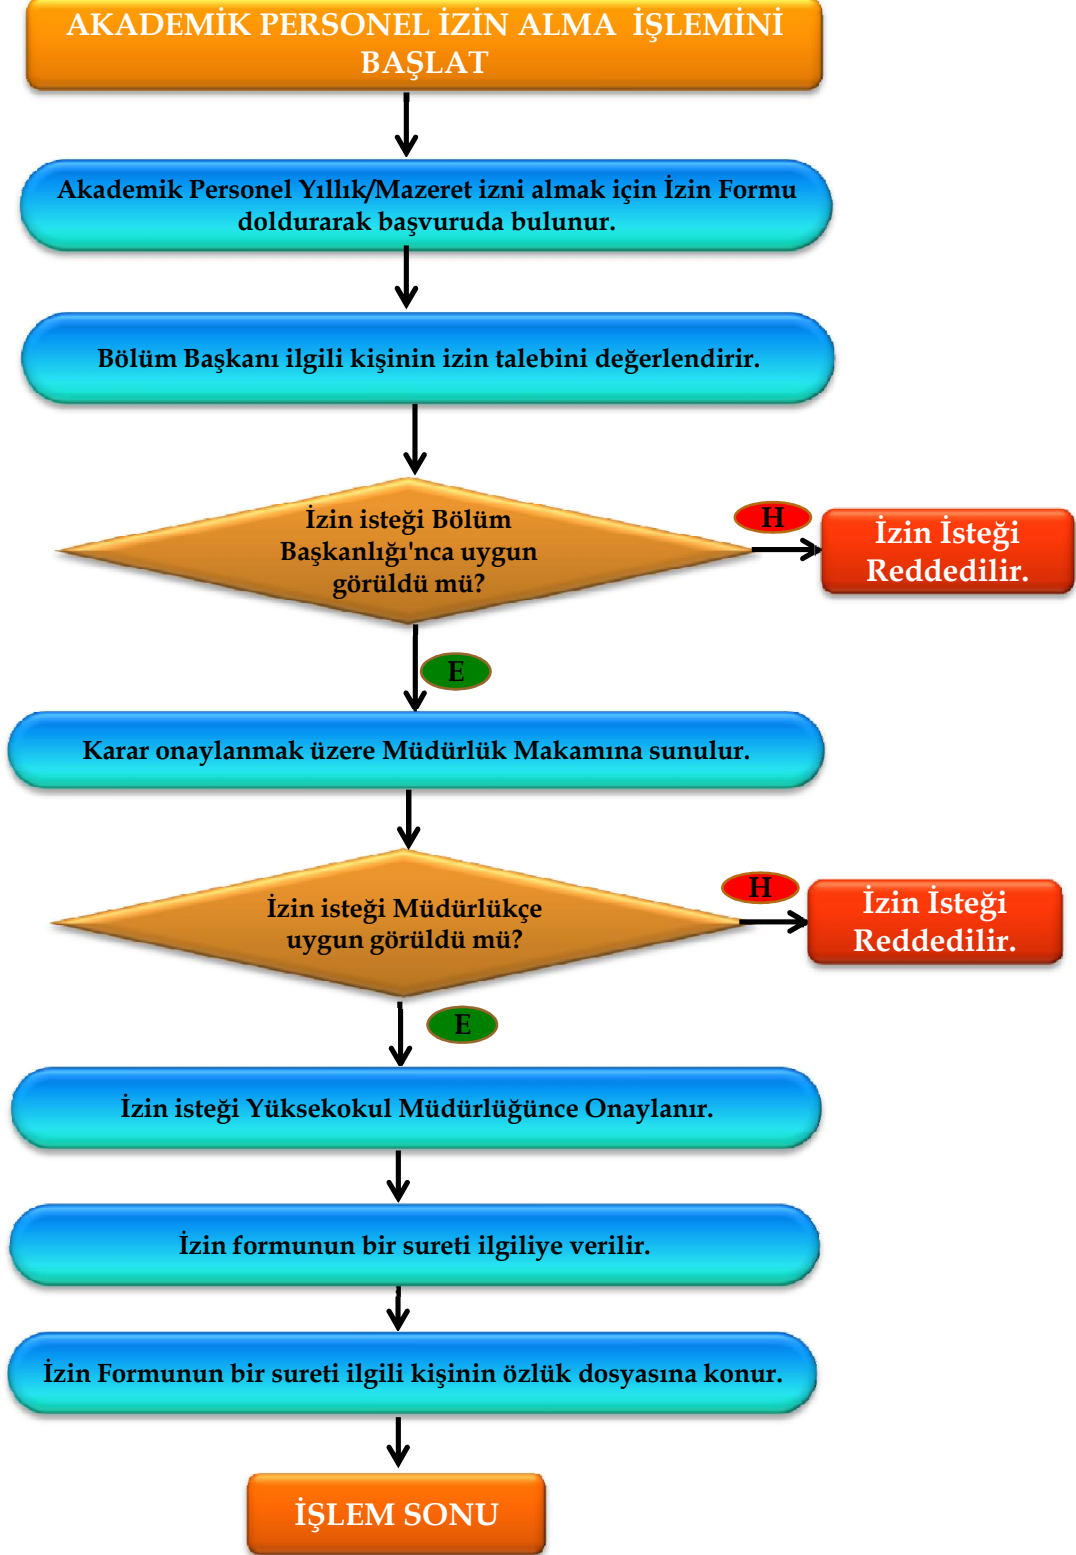 AKADEMİK PERSONEL İZİN ALMA İŞLEMİNİ
BAŞLAT
Akademik Personel Yıllık/Mazeret izni almak için İzin Formu
doldurarak başvuruda bulunur.
Bölüm Başkanı ilgili kişinin izin talebini değerlendirir.
İzin isteği Bölüm
Başkanlığı'nca uygun
görüldü mü?
H
İzin İsteği
Reddedilir.
E
Karar onaylanmak üzere Müdürlük Makamına sunulur.
İzin isteği Müdürlükçe
uygun görüldü mü?
H
İzin İsteği
Reddedilir.
E
İzin isteği Yüksekokul Müdürlüğünce Onaylanır.
İzin formunun bir sureti ilgiliye verilir.
İzin Formunun bir sureti ilgili kişinin özlük dosyasına konur.
İŞLEM SONU